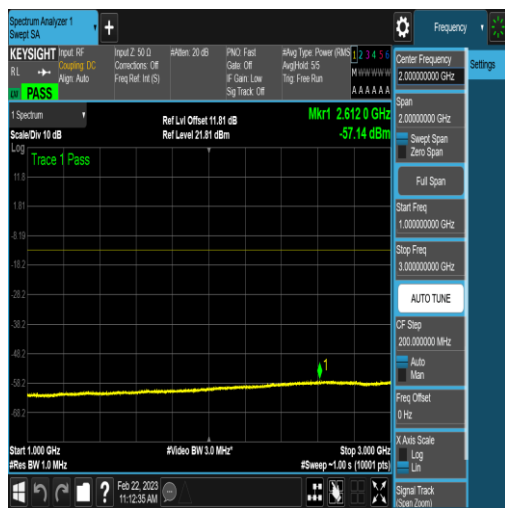 Spectrum Analyzer 1
Swept SA
+
Frequency
KEYSIGHT
RL
PASS
Input: RF
Coupling: DC
Align: Auto
Input Z: 50 Ω
Corrections: Off
Freq Ref: Int (S)
#Atten: 20 dB
PNO: Fast
Gate: Off
IF Gain: Low
Sig Track: Off
#Avg Type: Power (RMS
Avg|Hold: 5/5
Trig: Free Run
1 2 3 4 5 6
M W W W W W
A A A A A A
1 Spectrum
Scale/Div 10 dB
Ref Lvl Offset 11.81 dB
Ref Level 21.81 dBm
Mkr1 2.612 0 GHz
-57.14 dBm
Log
Trace 1 Pass
11.8
1.81
-8.19
-18.2
-28.2
-38.2
-48.2
-58.2
-68.2
1
Start 1.000 GHz
#Res BW 1.0 MHz
#Video BW 3.0 MHz*
Stop 3.000 GHz
#Sweep ~1.00 s (10001 pts)
?
Feb 22, 2023
11:12:35 AM
Center Frequency
2.000000000 GHz
Settings
Span
2.00000000 GHz
Swept Span
Zero Span
Full Span
Start Freq
1.000000000 GHz
Stop Freq
3.000000000 GHz
AUTO TUNE
CF Step
200.000000 MHz
Auto
Man
Freq Offset
0 Hz
X Axis Scale
Log
Lin
Signal Track
(Span Zoom)